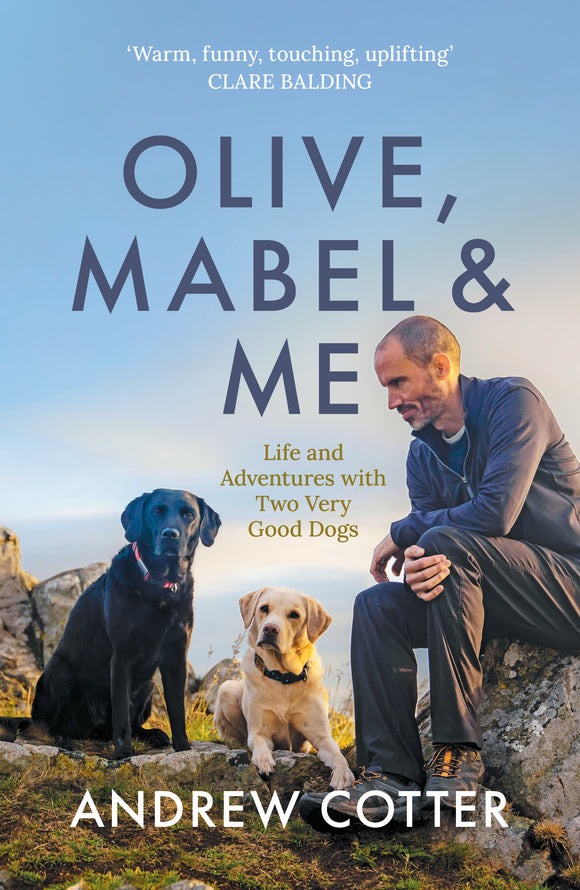 ‘Warm, funny, touching, uplifting’
CLARE BALDING
OLIVE,
MABEL &
ME
Life and
Adventures with
Two Very
Good Dogs
ANDREW COTTER